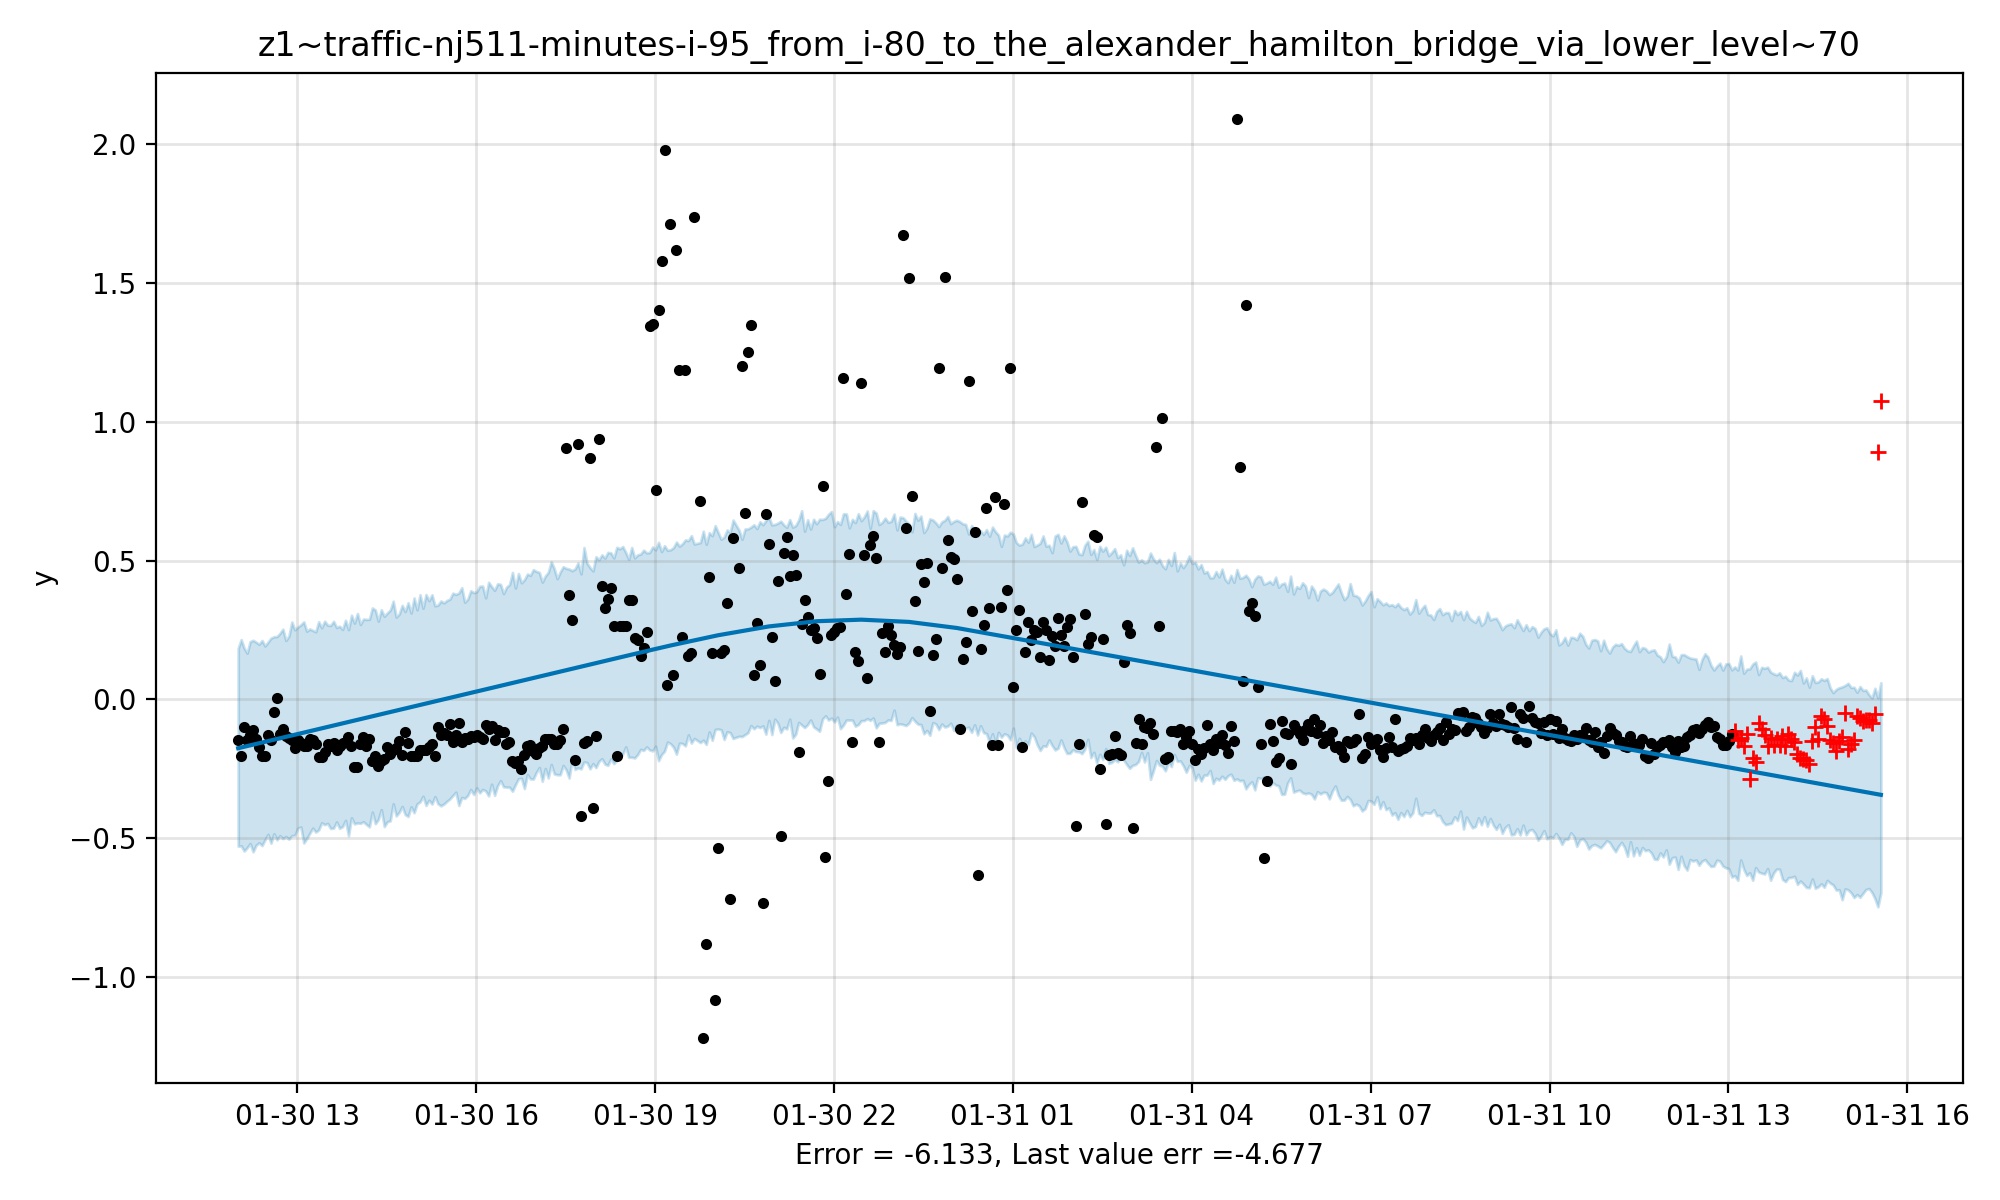 z1~traffic-nj511-minutes-i-95_from_i-80_to_the_alexander_hamilton_bridge_via_lower_level~70
y
2.0
1.5
1.0
0.5
0.0
−0.5
−1.0
01-30 13 01-30 16 01-30 19 01-30 22 01-31 01 01-31 04 01-31 07 01-31 10 01-31 13 01-31 16
Error = -6.133, Last value err =-4.677